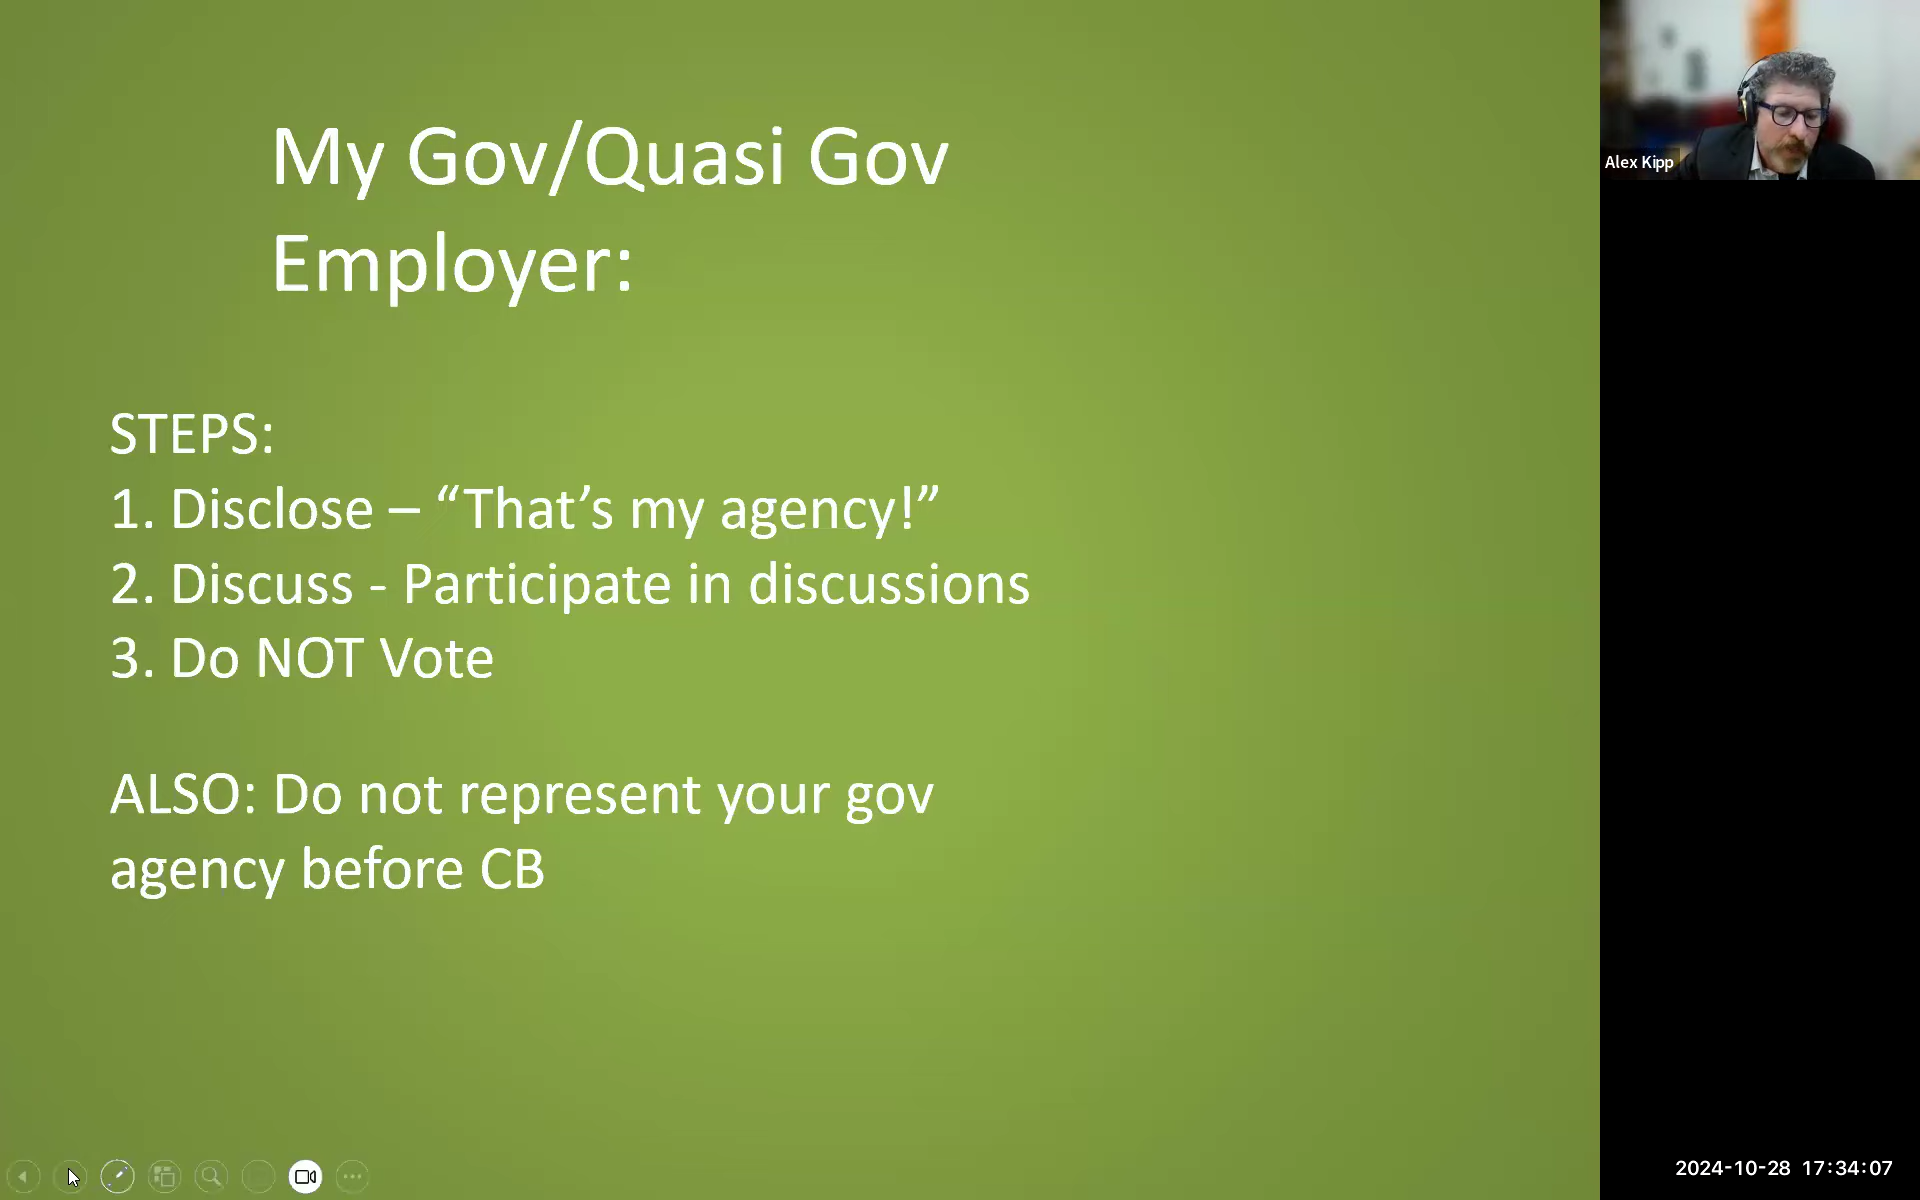 My Gov/Quasi Gov
Employer:
STEPS:
1. Disclose – “That’s my agency!”
2. Discuss - Participate in discussions
3. Do NOT Vote
ALSO: Do not represent your gov
agency before CB
Alex Kipp
2024-10-28 17:34:07